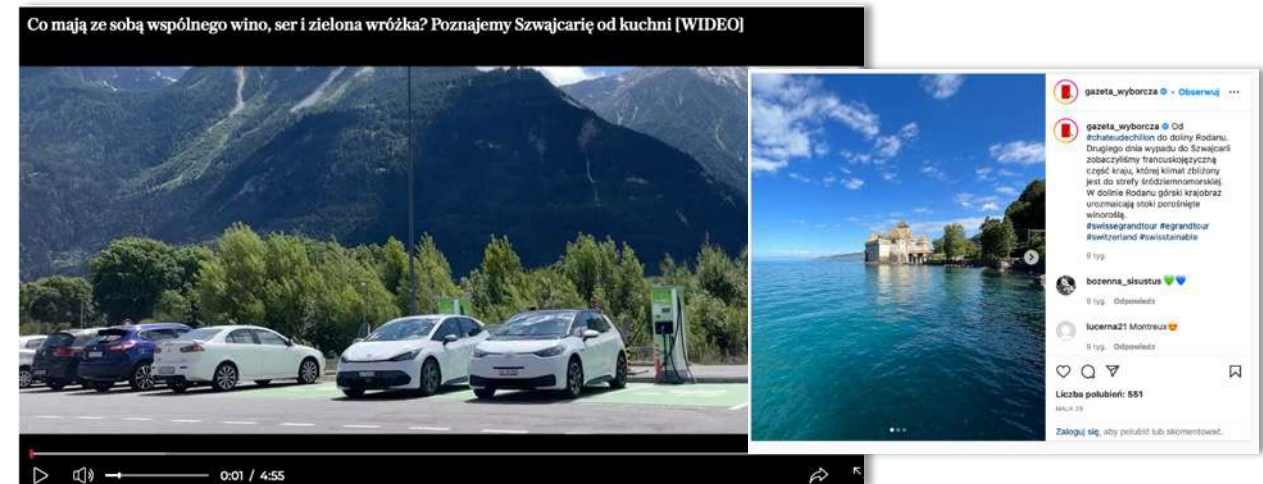 Co mają ze sobą wspólnego wino, ser i zielona wróżka? Poznajemy Szwajcarię od kuchni [WIDEO]
0:01 / 4:55
gazeta_wyborcza • Obserwuj ...
gazeta_wyborcza Od
#chateudechillon do doliny Rodanu.
Drugiego dnia wypadu do Szwajcarii
zobaczyliśmy francuskojęzyczną
część kraju, której klimat zbliżony
jest do strefy śródziemnomorskiej.
W dolinie Rodanu górski krajobraz
urozmaicają stoki porośnięte
winoroślą.
#swissegrandtour #egrandtour
#switzerland #swisstainable
9 tyg.
bozenna_sisustus 💚💙
9 tyg. Odpowiedz
lucerna21 Montreux😍
9 tyg. Odpowiedz
Liczba polubień: 551
MAJA 29
Zaloguj się, aby polubić lub skomentować.